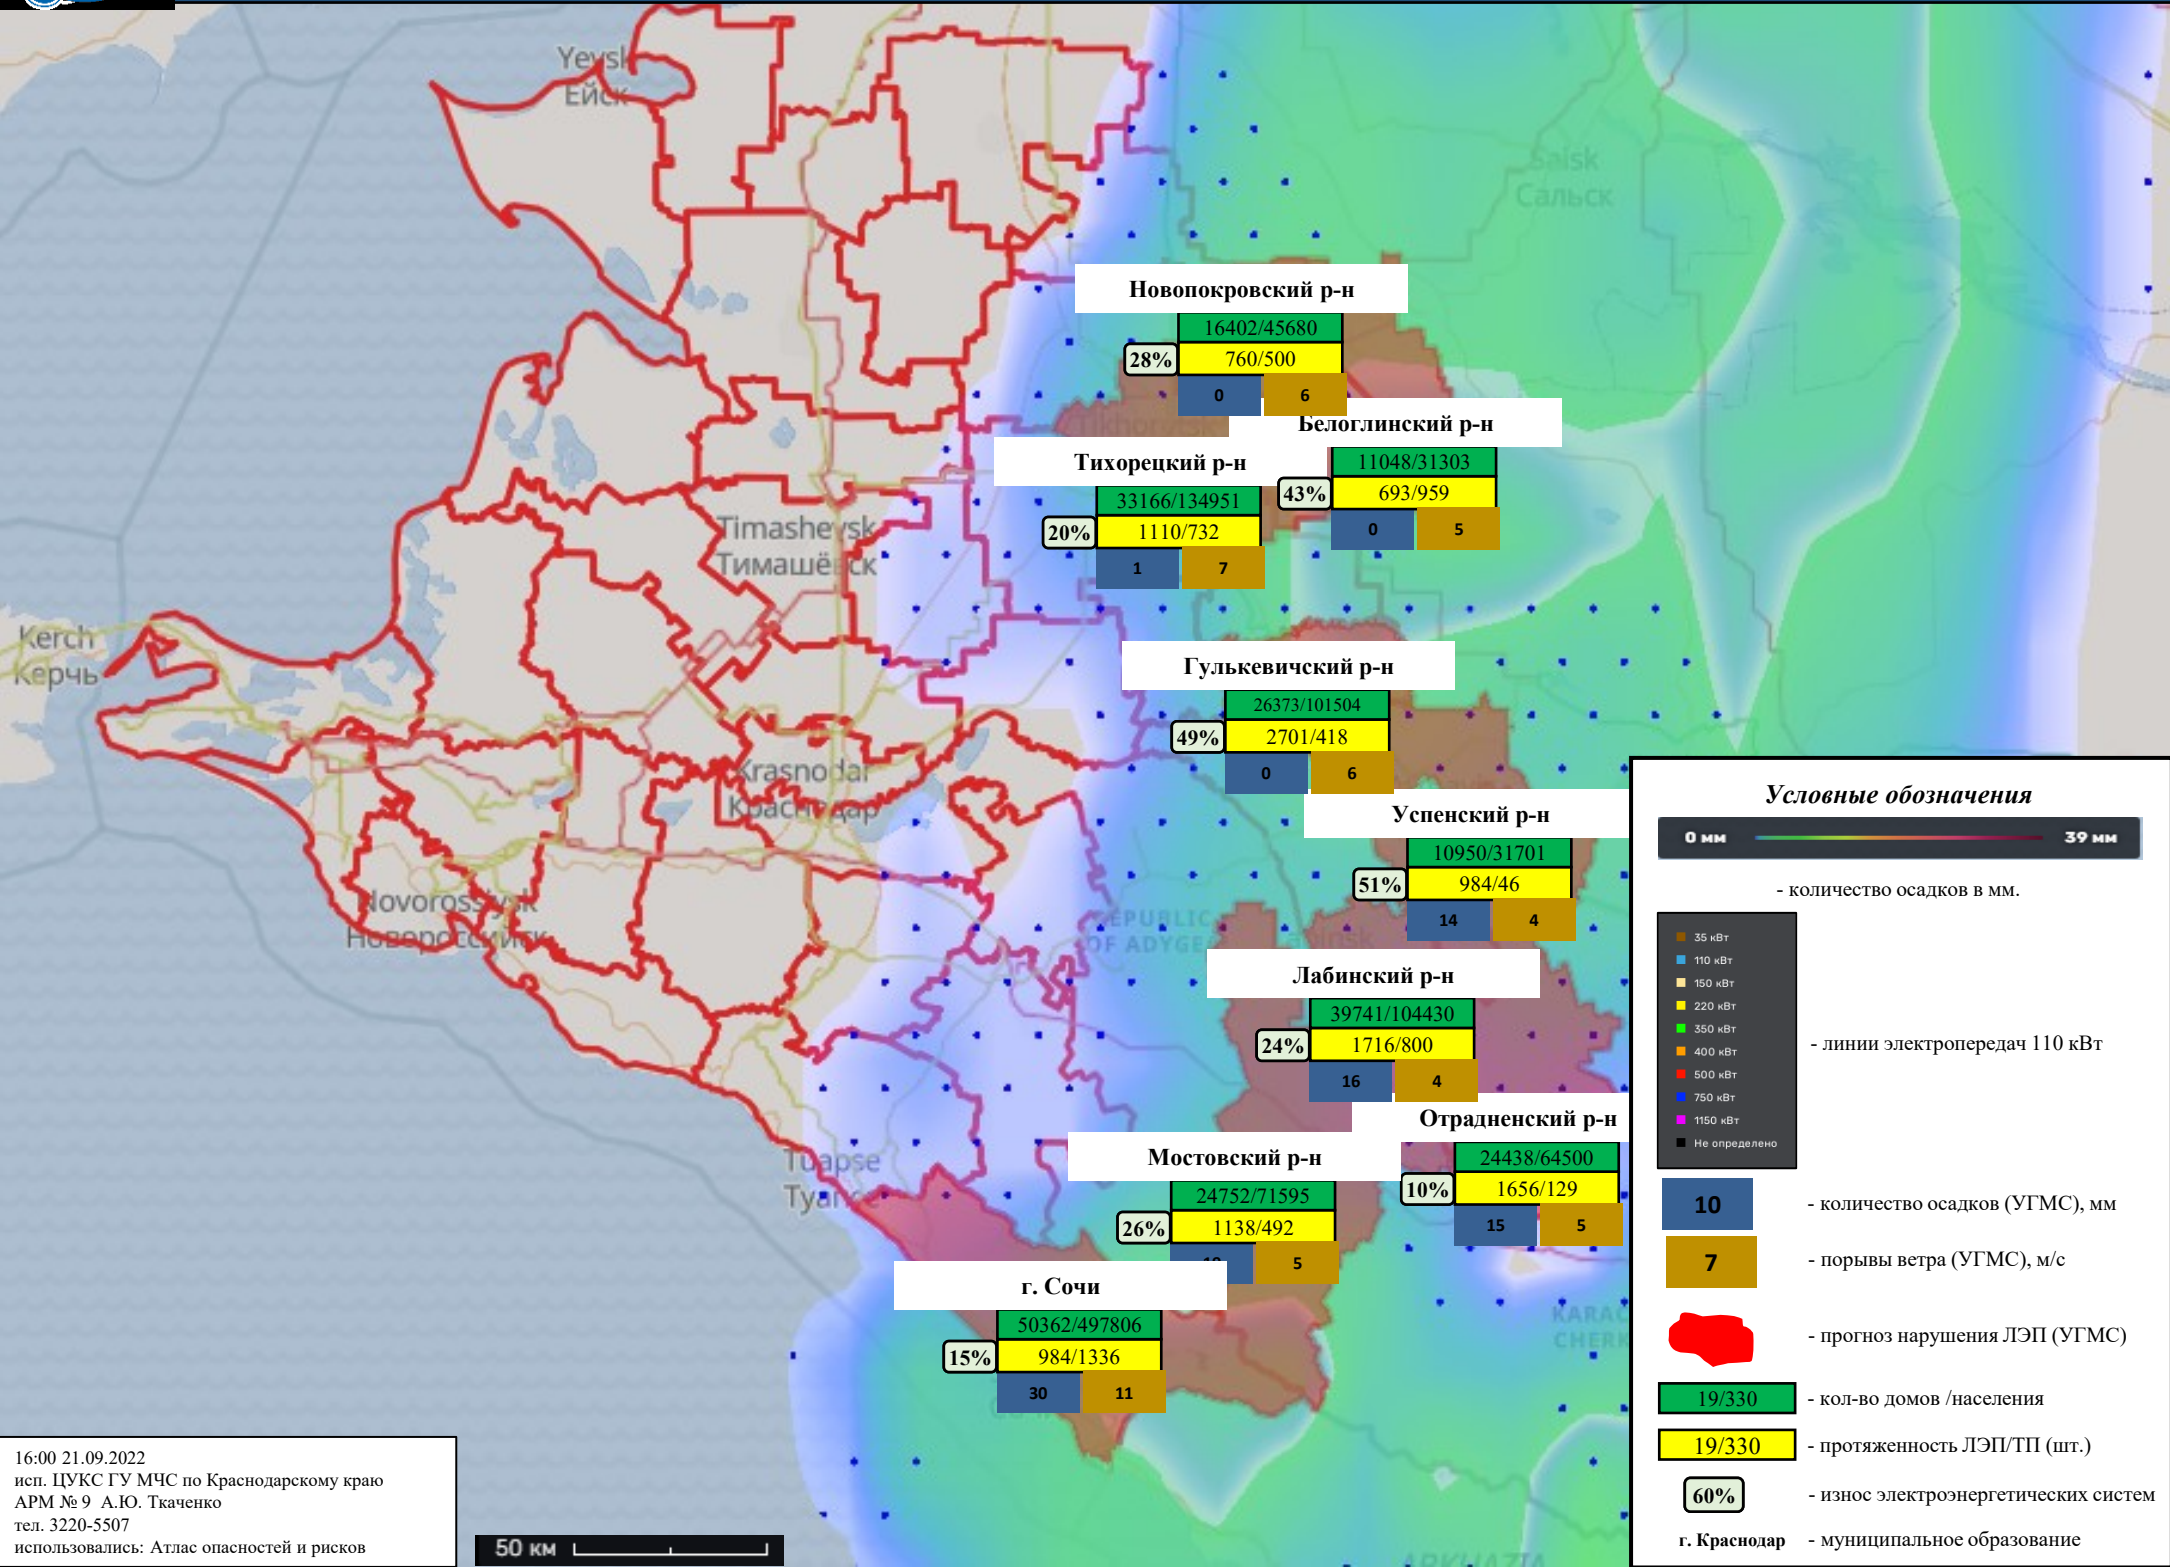 Yeysk
Ейск
Salsk
Сальск
Новопокровский р-н
16402/45680
28%
760/500
0
6
Белоглинский р-н
11048/31303
43%
693/959
0
5
Тихорецкий р-н
33166/134951
20%
1110/732
1
7
Timashevsk
Тимашёвск
Kerch
Керчь
Гулькевичский р-н
26373/101504
49%
2701/418
0
6
Krasnodar
Краснодар
Успенский р-н
10950/31701
51%
984/46
14
4
Novorossiysk
Новороссийск
REPUBLIC
OF ADYGEA
Labinsk
Лабинский р-н
39741/104430
24%
1716/800
16
4
Отрадненский р-н
24438/64500
10%
1656/129
15
5
Tuapse
Туапсе
Мостовский р-н
24752/71595
26%
1138/492
5
г. Сочи
50362/497806
15%
984/1336
30
11
KARAC
CHERK
ABKHAZIA
Условные обозначения
0 мм
39 мм
- количество осадков в мм.
35 кВт
110 кВт
150 кВт
220 кВт
350 кВт
400 кВт
500 кВт
750 кВт
1150 кВт
Не определено
- линии электропередач 110 кВт
10 - количество осадков (УГМС), мм
7 - порывы ветра (УГМС), м/с
- прогноз нарушения ЛЭП (УГМС)
19/330 - кол-во домов /населения
19/330 - протяженность ЛЭП/ТП (шт.)
60% - износ электроэнергетических систем
г. Краснодар - муниципальное образование
16:00 21.09.2022
исп. ЦУКС ГУ МЧС по Краснодарскому краю
АРМ № 9 А.Ю. Ткаченко
тел. 3220-5507
использовались: Атлас опасностей и рисков
50 км